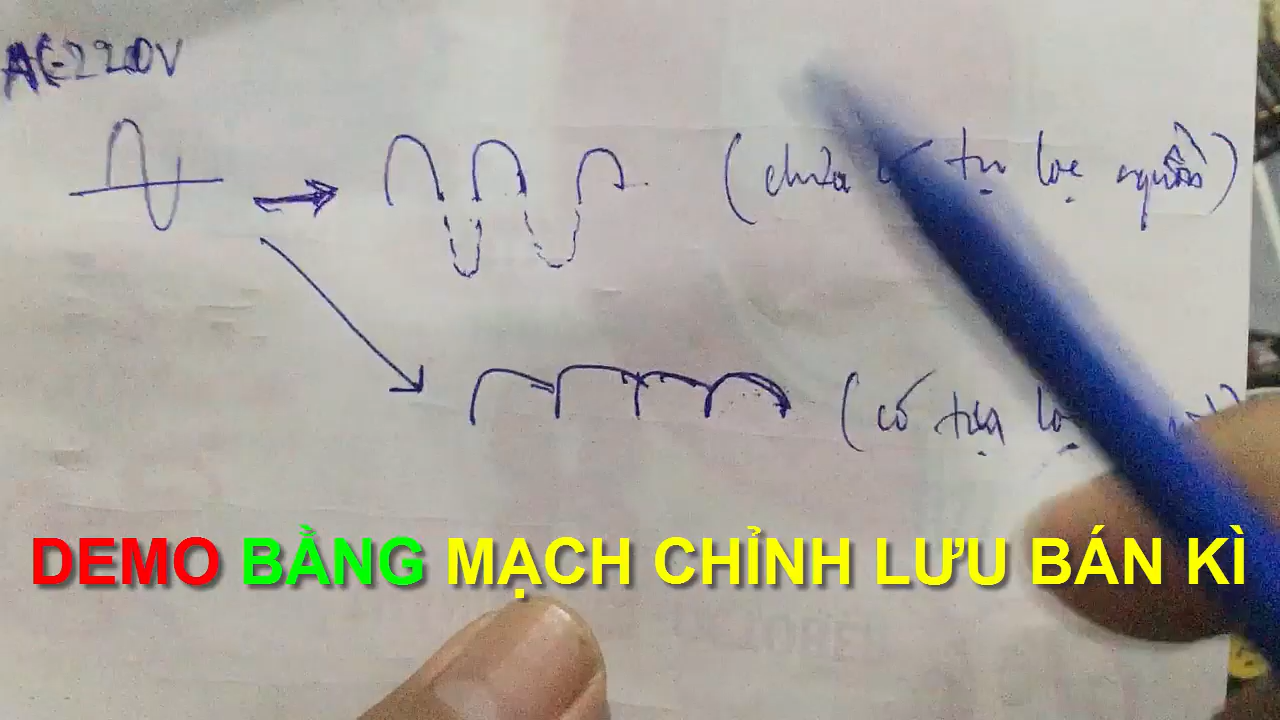 AC-220V
(chưa có tụ lọc nguồn)
(có tụ lọc
DEMO BẰNG MẠCH CHỈNH LƯU BÁN KÌ